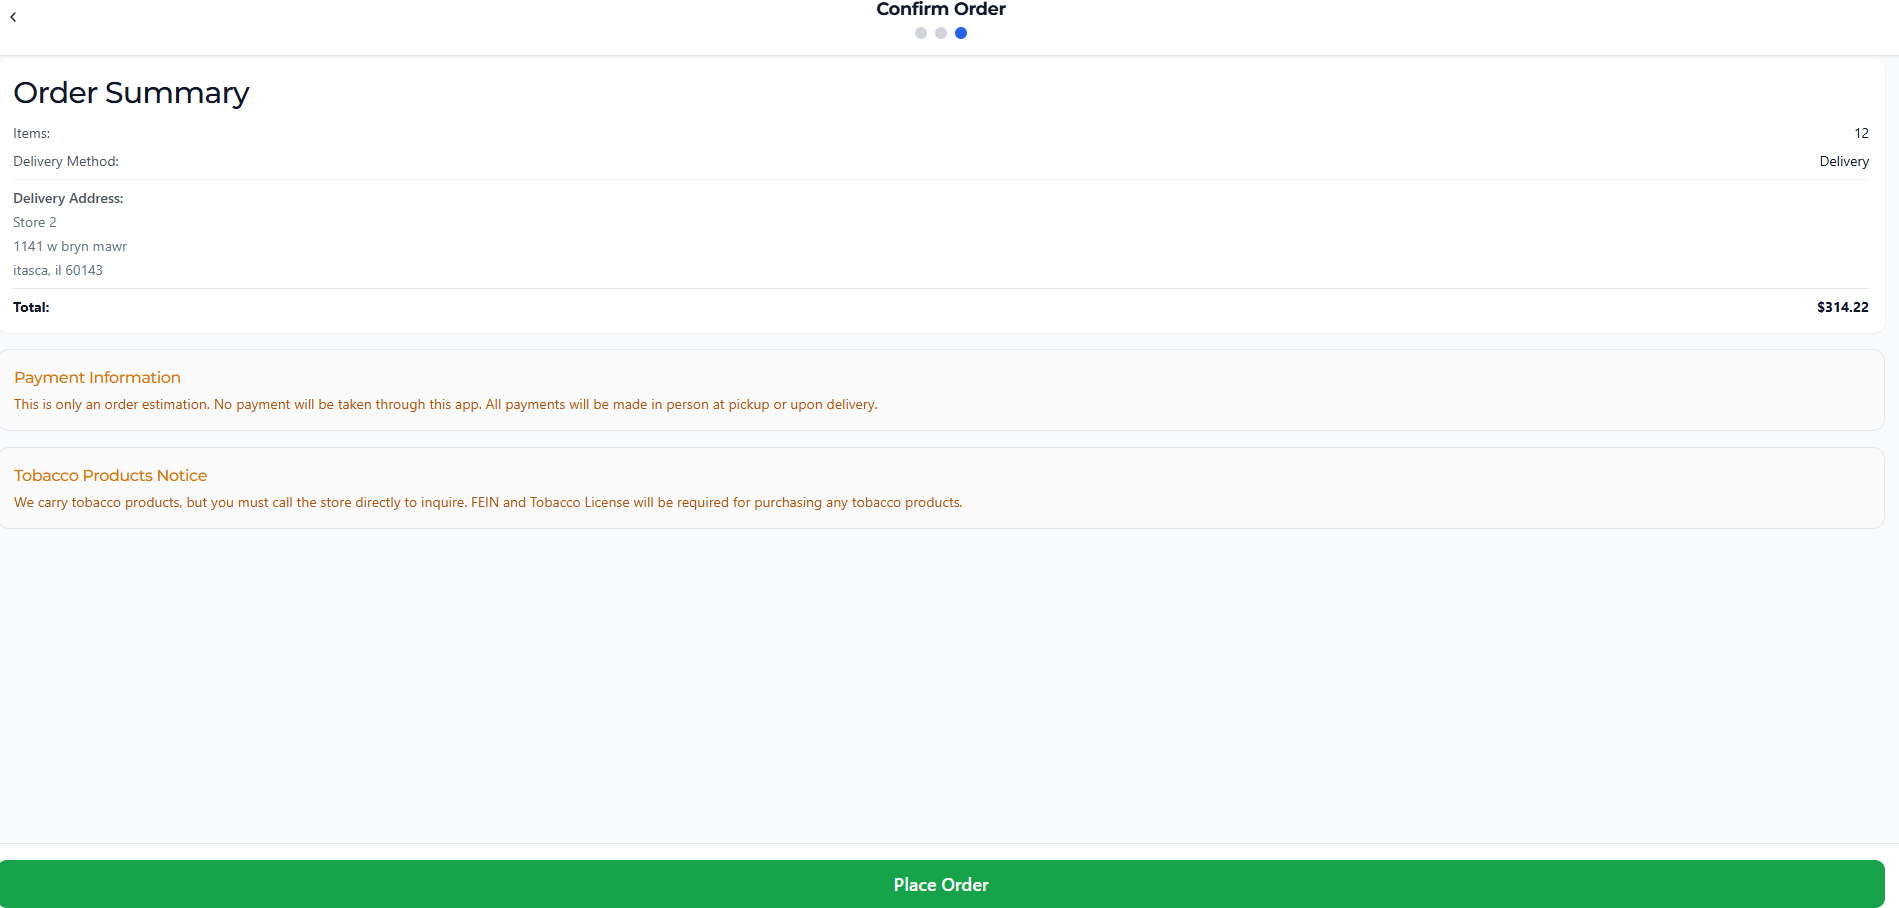 Confirm Order
Order Summary
Items: 12
Delivery Method: Delivery
Delivery Address:
Store 2
1141 w bryn mawr
itasca, il 60143
Total: $314.22
Payment Information
This is only an order estimation. No payment will be taken through this app. All payments will be made in person at pickup or upon delivery.
Tobacco Products Notice
We carry tobacco products, but you must call the store directly to inquire. FEIN and Tobacco License will be required for purchasing any tobacco products.
Place Order